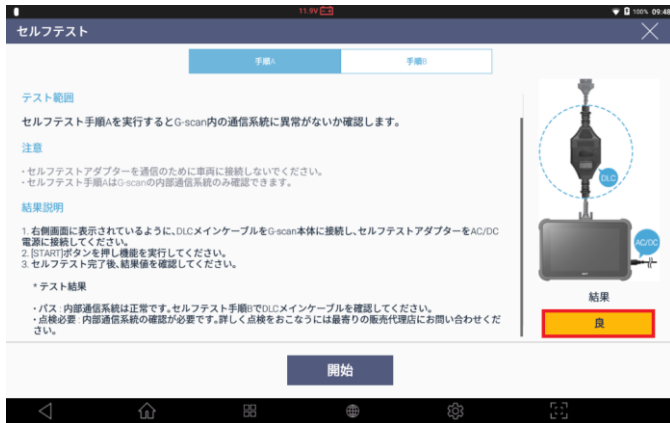 11.9V
100% 09:48
セルフテスト
手順A
手順B
テスト範囲
セルフテスト手順Aを実行するとG-scan内の通信系統に異常がないか確認します。
注意
・セルフテストアダプターを通信のために車両に接続しないでください。
・セルフテスト手順AはG-scanの内部通信系統のみ確認できます。
結果説明
1. 右側画面に表示されているように、DLCメインケーブルをG-scan本体に接続し、セルフテストアダプターをAC/DC
電源に接続してください。
2. [START]ボタンを押し機能を実行してください。
3. セルフテスト完了後、結果値を確認してください。
* テスト結果
・パス : 内部通信系統は正常です。セルフテスト手順BでDLCメインケーブルを確認してください。
・点検必要 : 内部通信系統の確認が必要です。詳しく点検をおこなうには最寄りの販売代理店にお問い合わせくだ
さい。
DLC
AC/DC
結果
良
開始